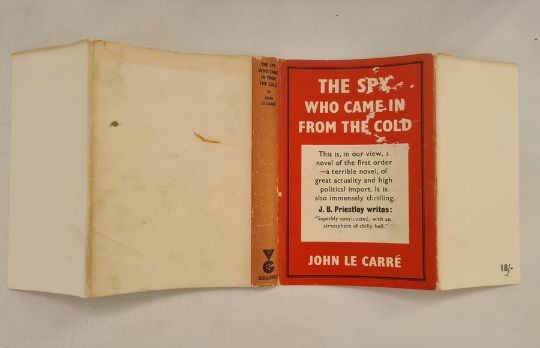 THE SPY
WHO CAME
IN FROM
THE COLD
by
JOHN
LE CARRÉ
VG
GOLLANCZ
THE SPY
WHO CAME IN
FROM THE COLD
This is, in our view, a
novel of the first order
—a terrible novel, of
great actuality and high
political import. It is
also immensely thrilling.
J. B. Priestley writes:
"Superbly constructed, with an
atmosphere of chilly hell."
JOHN LE CARRÉ
18/-